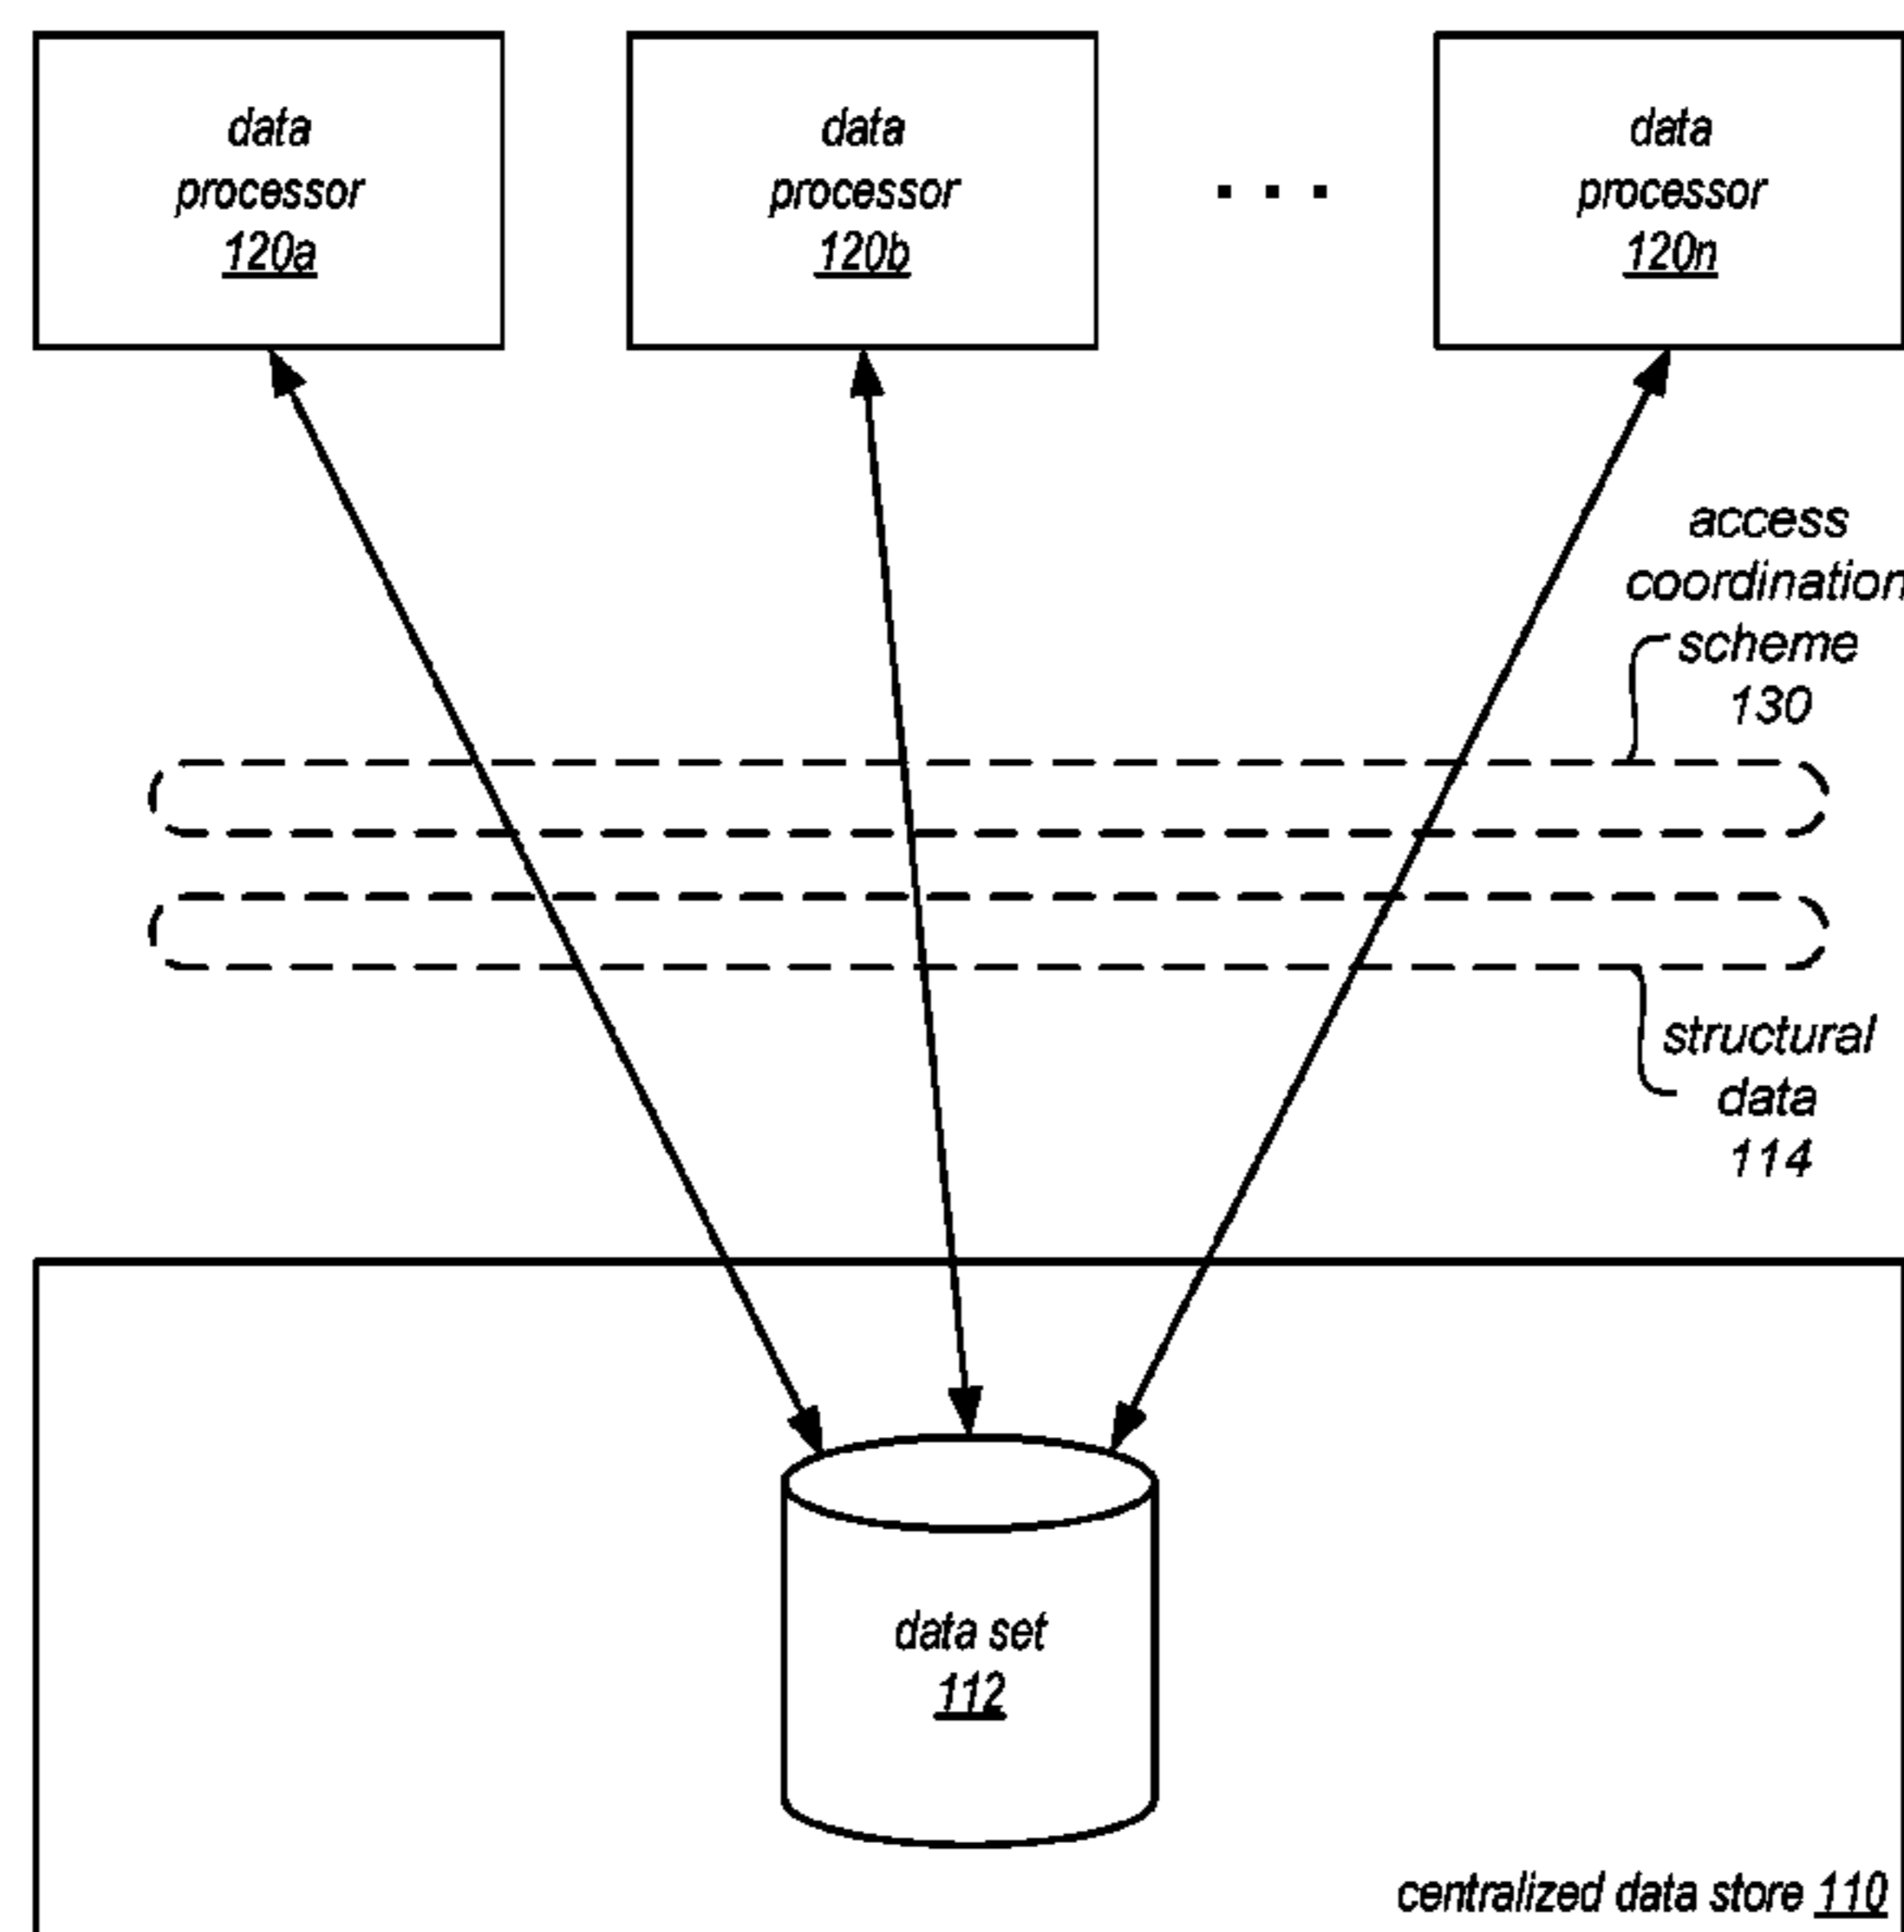 data
processor
120a
data
processor
120b
. . .
data
processor
120n
access
coordination
scheme
130
structural
data
114
data set
112
centralized data store 110